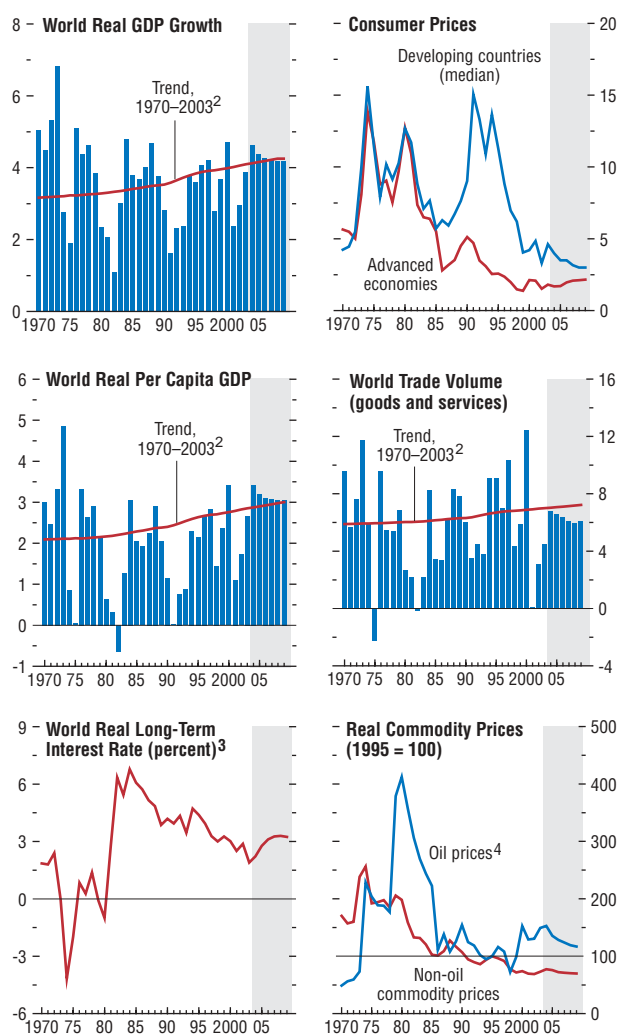 World Real GDP Growth
8
6
4
2
0
Trend,
1970–2003²
1970 75 80 85 90 95 2000 05
Consumer Prices
20
15
10
5
0
Developing countries
(median)
Advanced
economies
1970 75 80 85 90 95 2000 05
World Real Per Capita GDP
6
5
4
3
2
1
0
-1
Trend,
1970–2003²
1970 75 80 85 90 95 2000 05
World Trade Volume
(goods and services)
16
12
8
4
0
-4
Trend,
1970–2003²
1970 75 80 85 90 95 2000 05
World Real Long-Term
Interest Rate (percent)³
9
6
3
0
-3
-6
1970 75 80 85 90 95 2000 05
Real Commodity Prices
(1995 = 100)
500
400
300
200
100
0
Oil prices⁴
Non-oil
commodity prices
1970 75 80 85 90 95 2000 05